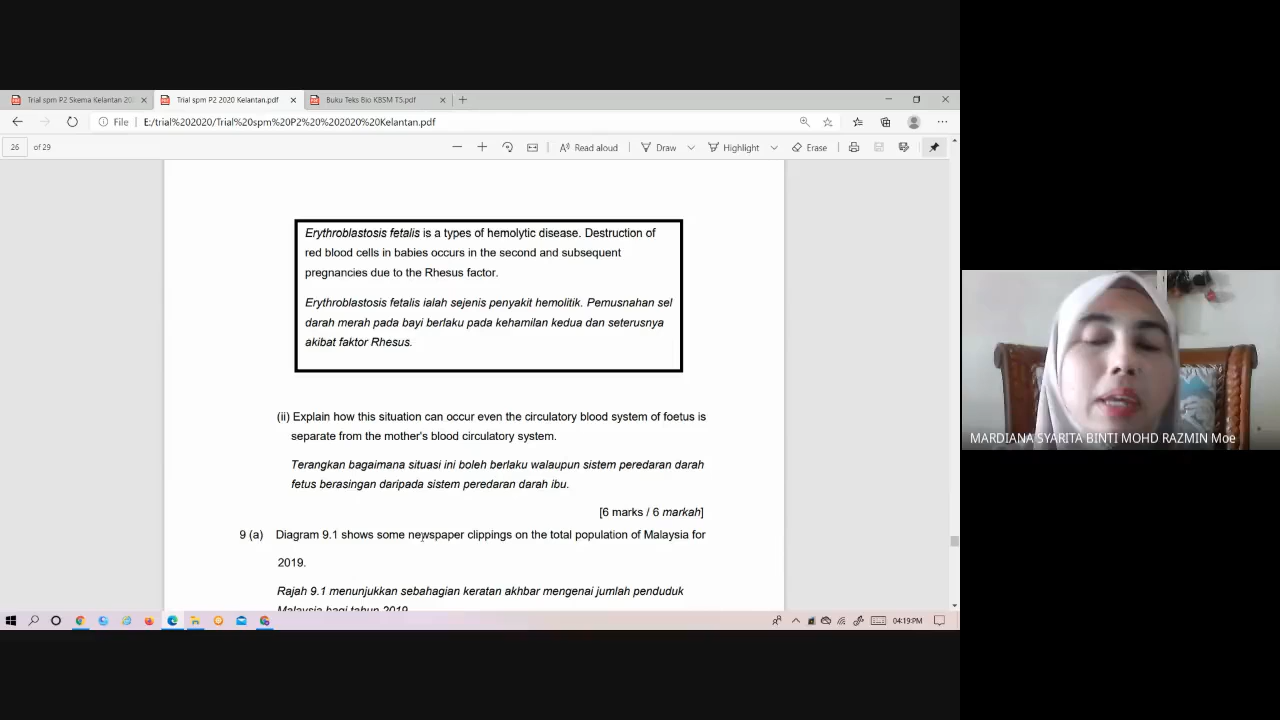 Trial spm P2 Skema Kelantan 20
Trial spm P2 2020 Kelantan.pdf
Buku Teks Bio KBSM T5.pdf
File
E:/trial%202020/Trial%20spm%20P2%20%202020%20Kelantan.pdf
26
of 29
Read aloud
Draw
Highlight
Erase
Erythroblastosis fetalis is a types of hemolytic disease. Destruction of
red blood cells in babies occurs in the second and subsequent
pregnancies due to the Rhesus factor.
Erythroblastosis fetalis ialah sejenis penyakit hemolitik. Pemusnahan sel
darah merah pada bayi berlaku pada kehamilan kedua dan seterusnya
akibat faktor Rhesus.
(ii) Explain how this situation can occur even the circulatory blood system of foetus is
separate from the mother's blood circulatory system.
Terangkan bagaimana situasi ini boleh berlaku walaupun sistem peredaran darah
fetus berasingan daripada sistem peredaran darah ibu.
[6 marks / 6 markah]
9 (a) Diagram 9.1 shows some newspaper clippings on the total population of Malaysia for
2019.
Rajah 9.1 menunjukkan sebahagian keratan akhbar mengenai jumlah penduduk
Malaysia bagi tahun 2019
04:19PM
MARDIANA SYARITA BINTI MOHD RAZMIN Moe